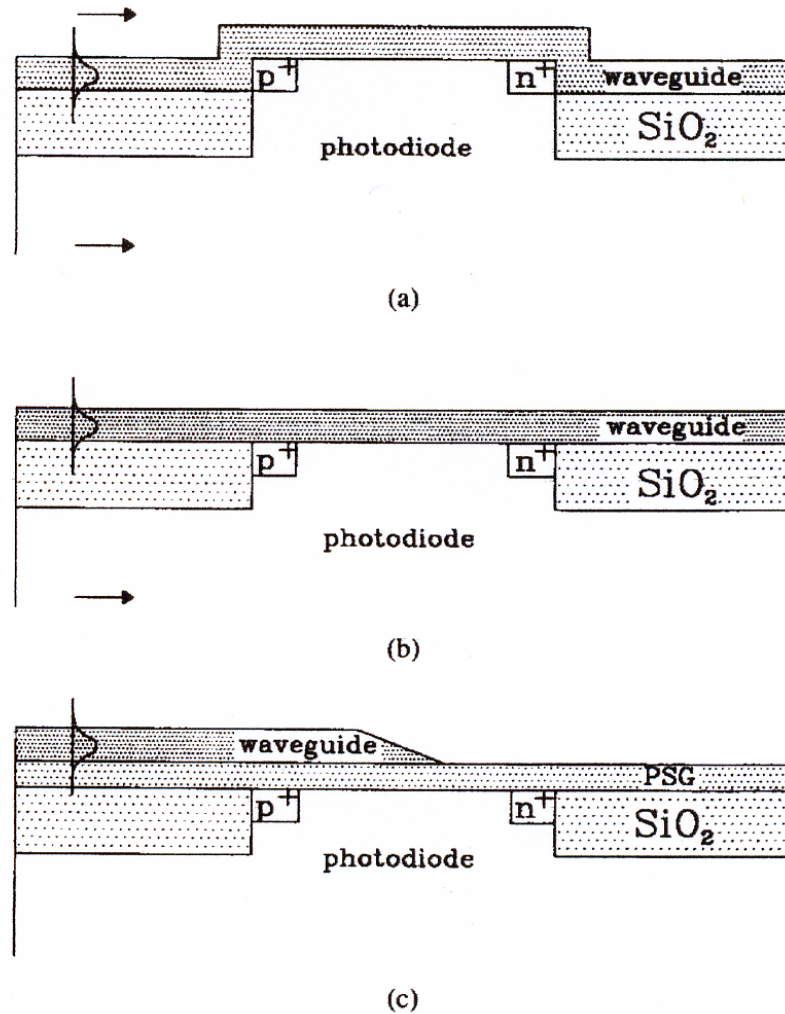 p+ n+ waveguide
SiO₂
photodiode
(a)
waveguide
p+ n+ SiO₂
photodiode
(b)
waveguide
PSG
p+ n+ SiO₂
photodiode
(c)